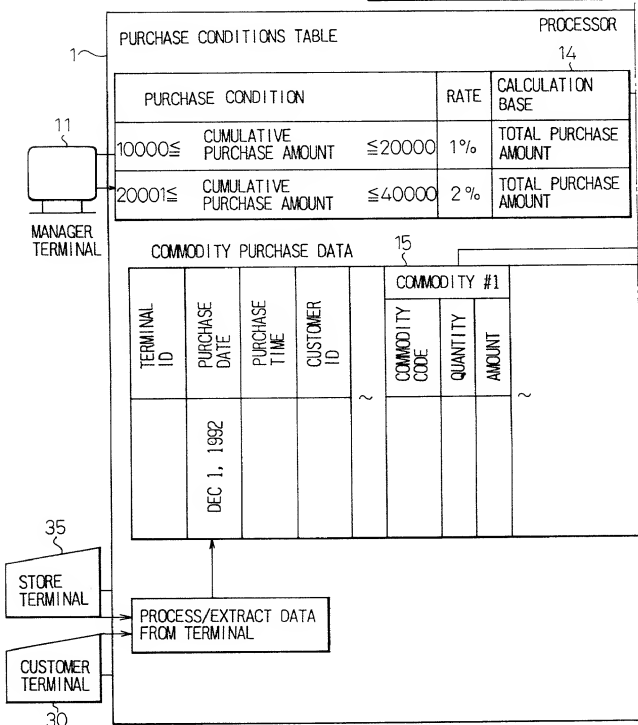 PROCESSOR
PURCHASE CONDITIONS TABLE
1
14
PURCHASE CONDITION
RATE
CALCULATION
BASE
11
10000≦
CUMULATIVE
PURCHASE AMOUNT
≦20000
1%
TOTAL PURCHASE
AMOUNT
20001≦
CUMULATIVE
PURCHASE AMOUNT
≦40000
2%
TOTAL PURCHASE
AMOUNT
MANAGER
TERMINAL
COMMODITY PURCHASE DATA
15
TERMINAL
ID
PURCHASE
DATE
PURCHASE
TIME
CUSTOMER
ID
~
COMMODITY #1
COMMODITY
CODE
QUANTITY
AMOUNT
~
DEC 1, 1992
35
STORE
TERMINAL
PROCESS/EXTRACT DATA
FROM TERMINAL
CUSTOMER
TERMINAL
30